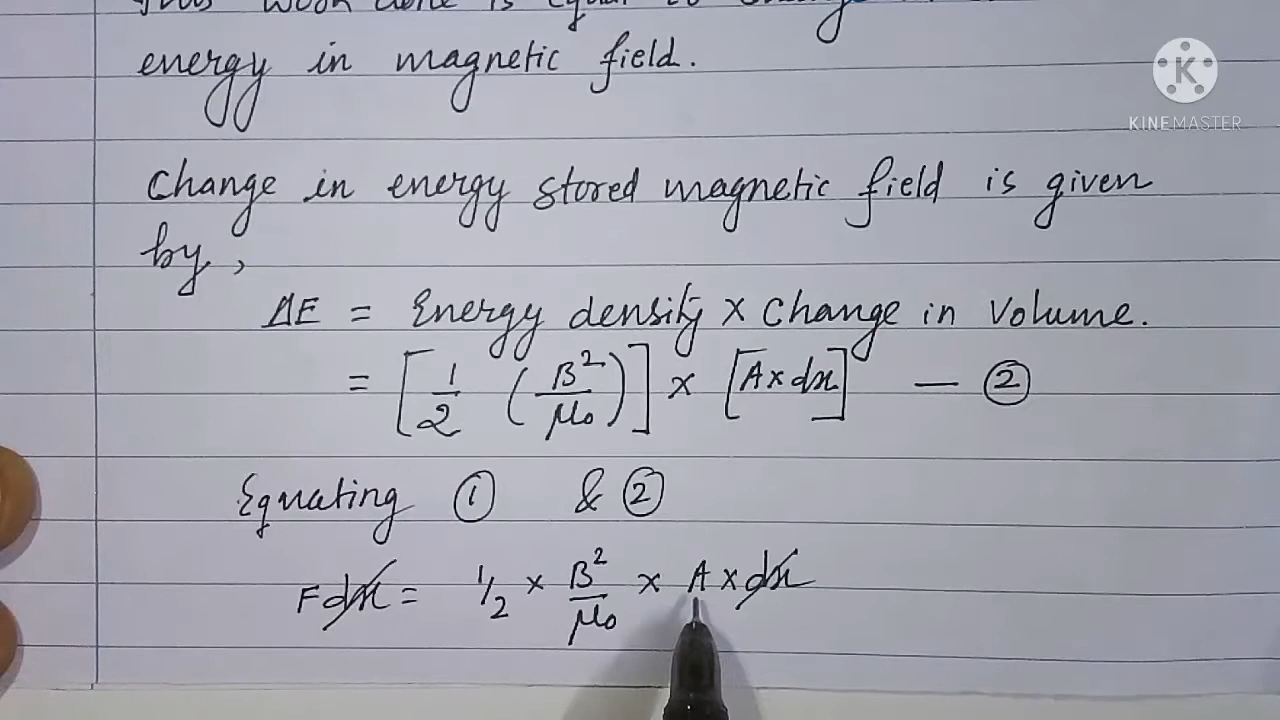 energy in magnetic field.
K
KINEMASTER
Change in energy stored magnetic field is given
by,
ΔE = Energy density × Change in Volume.
= [1/2 (B²/μ₀)] × [A × dx] — ②
Equating ① & ②
Fdx = 1/2 × B²/μ₀ × A × dx